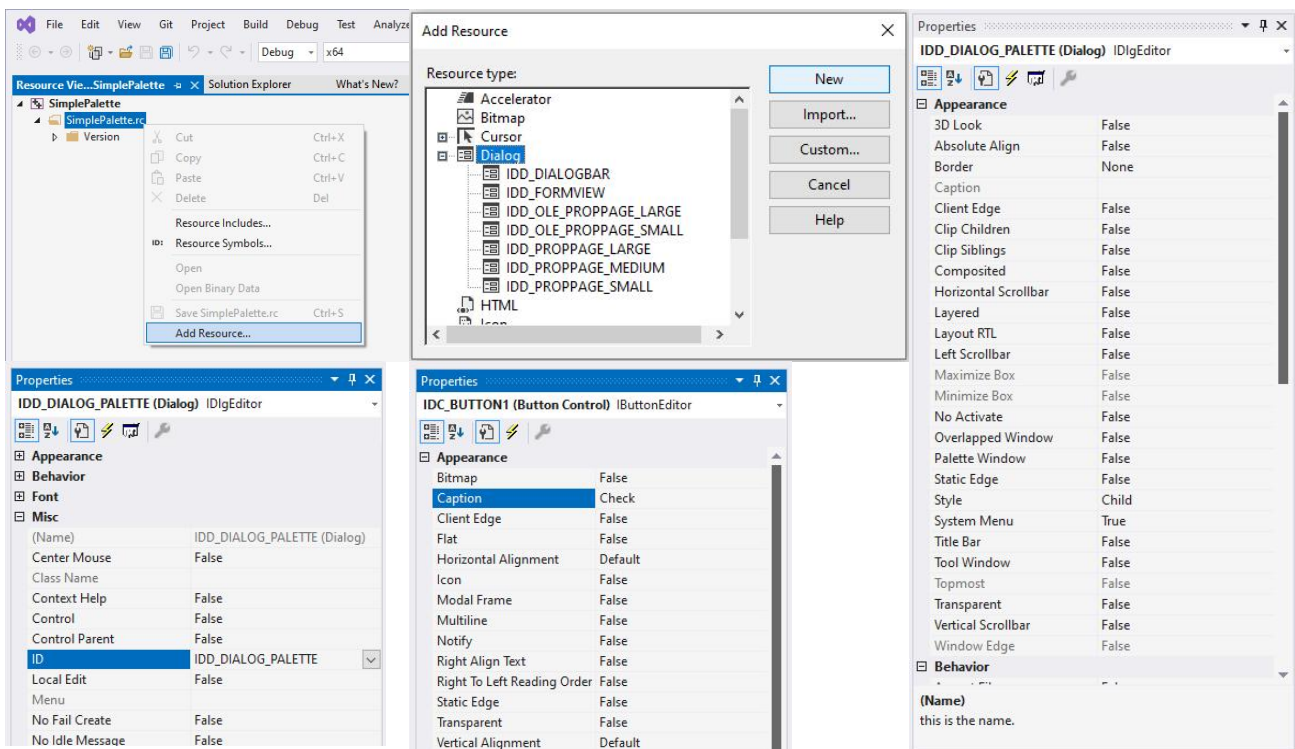 File Edit View Git Project Build Debug Test Analyze
Debug x64
Resource Vie...SimplePalette Solution Explorer What's New?
SimplePalette
SimplePalette.rc
Version
Cut Ctrl+X
Copy Ctrl+C
Paste Ctrl+V
Delete Del
Resource Includes...
ID: Resource Symbols...
Open
Open Binary Data
Save SimplePalette.rc Ctrl+S
Add Resource...
Add Resource
Resource type:
Accelerator
Bitmap
Cursor
Dialog
IDD_DIALOGBAR
IDD_FORMVIEW
IDD_OLE_PROPPAGE_LARGE
IDD_OLE_PROPPAGE_SMALL
IDD_PROPPAGE_LARGE
IDD_PROPPAGE_MEDIUM
IDD_PROPPAGE_SMALL
HTML
New
Import...
Custom...
Cancel
Help
Properties
IDD_DIALOG_PALETTE (Dialog) IDlgEditor
Appearance
3D Look False
Absolute Align False
Border None
Caption
Client Edge False
Clip Children False
Clip Siblings False
Composited False
Horizontal Scrollbar False
Layered False
Layout RTL False
Left Scrollbar False
Maximize Box False
Minimize Box False
No Activate False
Overlapped Window False
Palette Window False
Static Edge False
Style Child
System Menu True
Title Bar False
Tool Window False
Topmost False
Transparent False
Vertical Scrollbar False
Window Edge False
Behavior
(Name)
this is the name.
Properties
IDD_DIALOG_PALETTE (Dialog) IDlgEditor
Appearance
Behavior
Font
Misc
(Name) IDD_DIALOG_PALETTE (Dialog)
Center Mouse False
Class Name
Context Help False
Control False
Control Parent False
ID IDD_DIALOG_PALETTE
Local Edit False
Menu
No Fail Create False
No Idle Message False
Properties
IDC_BUTTON1 (Button Control) IButtonEditor
Appearance
Bitmap False
Caption Check
Client Edge False
Flat False
Horizontal Alignment Default
Icon False
Modal Frame False
Multiline False
Notify False
Right Align Text False
Right To Left Reading Order False
Static Edge False
Transparent False
Vertical Alignment Default